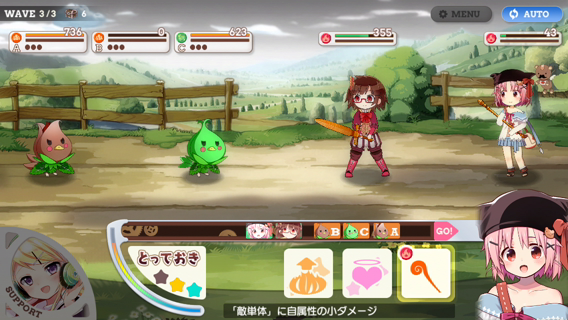 WAVE 3/3 6 MENU AUTO
736 0 623 355 43
A B C
B C A GO!
とっておき
SUPPORT
「敵単体」に自属性の小ダメージ